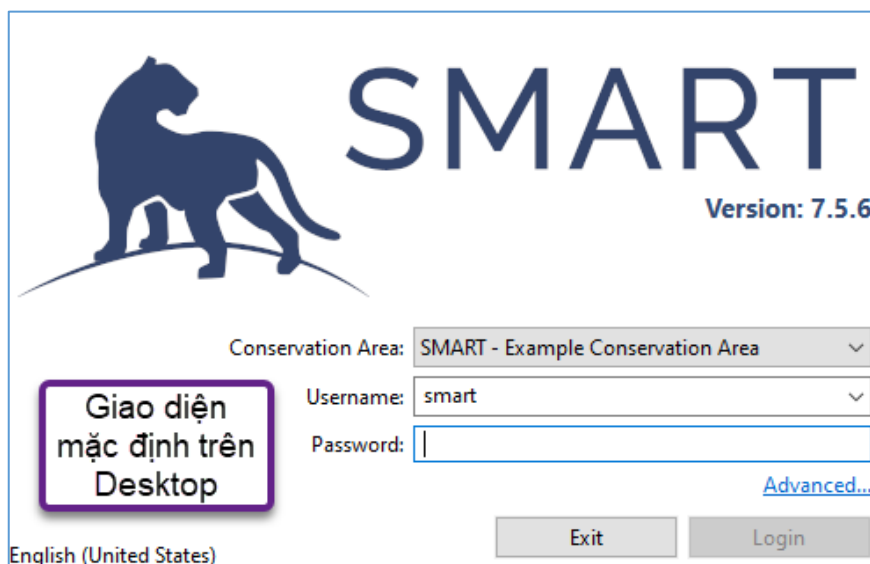 SMART
Version: 7.5.6
Conservation Area: SMART - Example Conservation Area
Username: smart
Password:
Giao diện
mặc định trên
Desktop
Advanced...
Exit Login
English (United States)